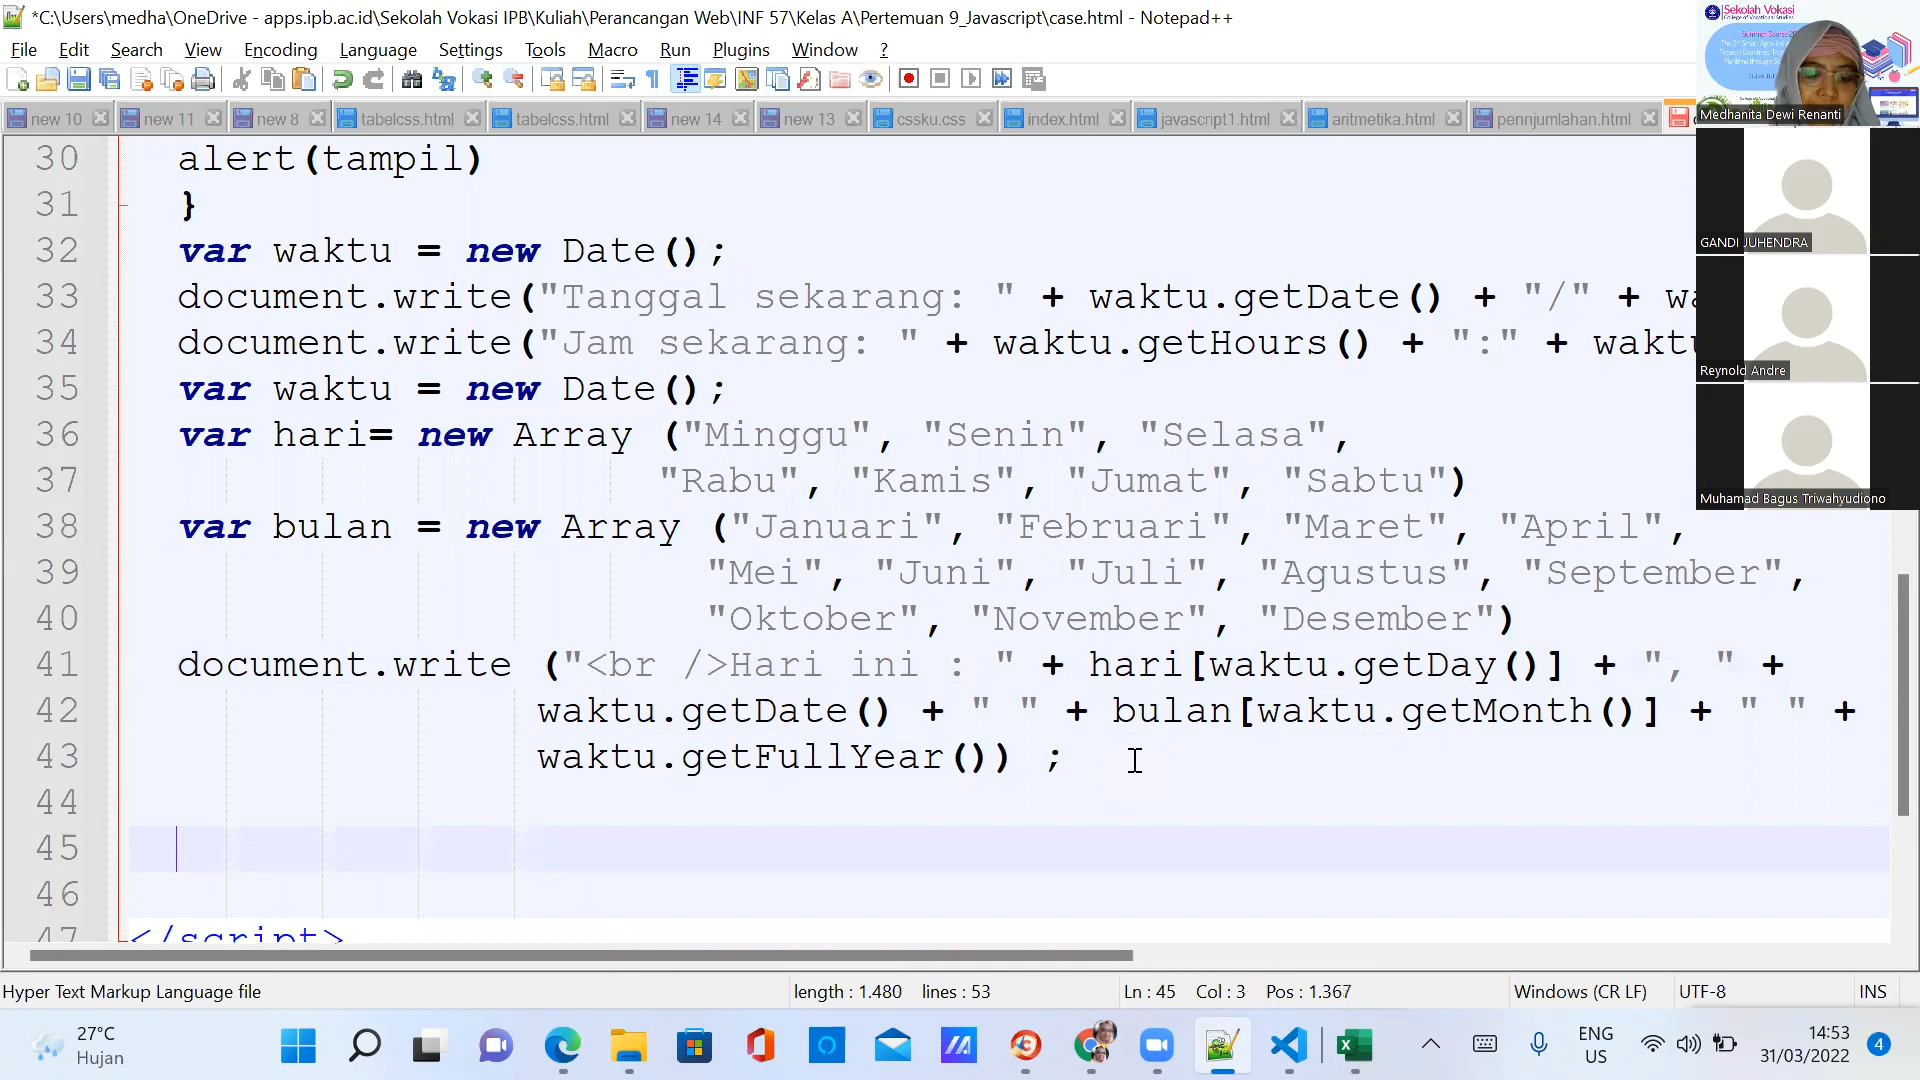 *C:\Users\medha\OneDrive - apps.ipb.ac.id\Sekolah Vokasi IPB\Kuliah\Perancangan Web\INF 57\Kelas A\Pertemuan 9_Javascript\case.html - Notepad++
File Edit Search View Encoding Language Settings Tools Macro Run Plugins Window ?
new 10 new 11 new 8 tabelcss.html tabelcss.html new 14 new 13 cssku.css index.html javascript1.html aritmetika.html pennjumlahan.html
30 alert(tampil)
31 }
32 var waktu = new Date();
33 document.write("Tanggal sekarang: " + waktu.getDate() + "/" + wa
34 document.write("Jam sekarang: " + waktu.getHours() + ":" + waktu
35 var waktu = new Date();
36 var hari= new Array ("Minggu", "Senin", "Selasa",
37 "Rabu", "Kamis", "Jumat", "Sabtu")
38 var bulan = new Array ("Januari", "Februari", "Maret", "April",
39 "Mei", "Juni", "Juli", "Agustus", "September",
40 "Oktober", "November", "Desember")
41 document.write ("<br />Hari ini : " + hari[waktu.getDay()] + ", " +
42 waktu.getDate() + " " + bulan[waktu.getMonth()] + " " +
43 waktu.getFullYear()) ;
44
45
46
47 </script>
Sekolah Vokasi
College of Vocational Studies
Medhanita Dewi Renanti
GANDI JUHENDRA
Reynold Andre
Muhamad Bagus Triwahyudiono
Hyper Text Markup Language file length : 1.480 lines : 53 Ln : 45 Col : 3 Pos : 1.367 Windows (CR LF) UTF-8 INS
27°C
Hujan
ENG
US
14:53
31/03/2022
4